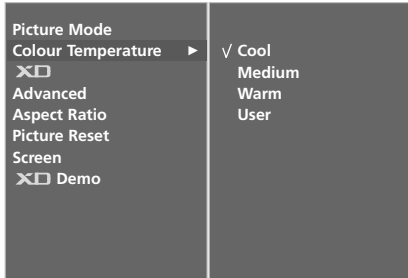 Picture Mode
Colour Temperature ►
XD
Advanced
Aspect Ratio
Picture Reset
Screen
XD Demo
√ Cool
Medium
Warm
User